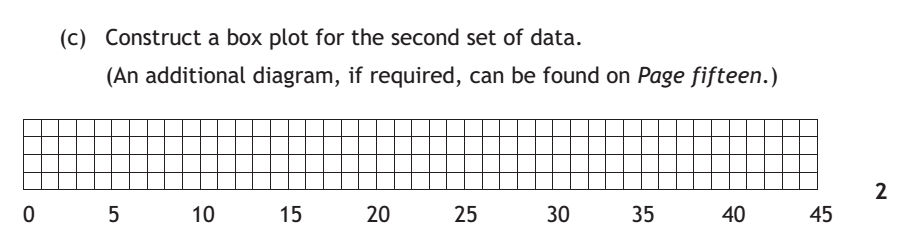 (c) Construct a box plot for the second set of data.
(An additional diagram, if required, can be found on Page fifteen.)
2
0 5 10 15 20 25 30 35 40 45